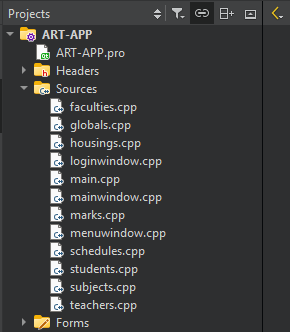 Projects
ART-APP
ART-APP.pro
Headers
Sources
faculties.cpp
globals.cpp
housings.cpp
loginwindow.cpp
main.cpp
mainwindow.cpp
marks.cpp
menuwindow.cpp
schedules.cpp
students.cpp
subjects.cpp
teachers.cpp
Forms